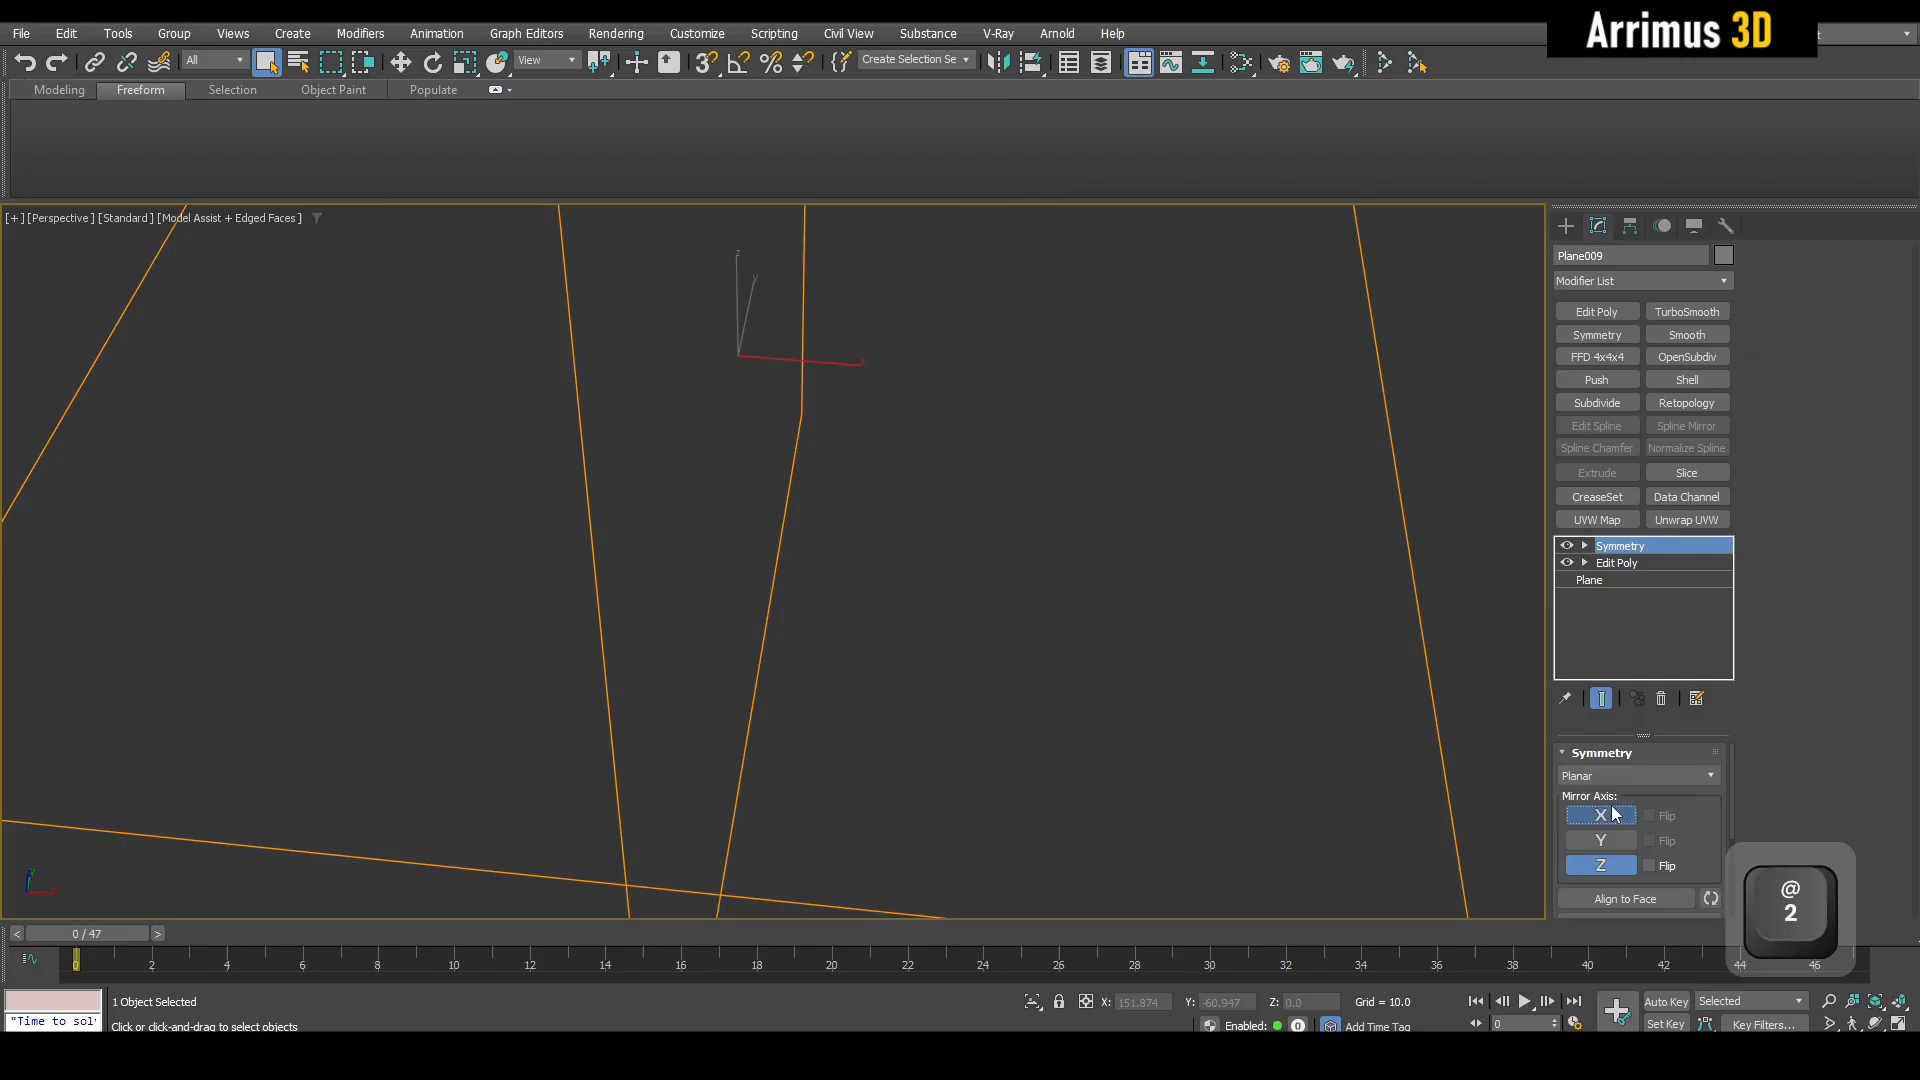 Arrimus 3D
File Edit Tools Group Views Create Modifiers Animation Graph Editors Rendering Customize Scripting Civil View Substance V-Ray Arnold Help
All View Create Selection Se
Modeling Freeform Selection Object Paint Populate
[+] [Perspective] [Standard] [Model Assist + Edged Faces]
z
y
x
Plane009
Modifier List
Edit Poly TurboSmooth
Symmetry Smooth
FFD 4x4x4 OpenSubdiv
Push Shell
Subdivide Retopology
Edit Spline Spline Mirror
Spline Chamfer Normalize Spline
Extrude Slice
CreaseSet Data Channel
UVW Map Unwrap UVW
Symmetry
Edit Poly
Plane
Symmetry
Planar
Mirror Axis:
X Flip
Y Flip
Z Flip
Align to Face
@
2
< 0 / 47 >
0 2 4 6 8 10 12 14 16 18 20 22 24 26 28 30 32 34 36 38 40 42 44 46
1 Object Selected X: 151.874 Y: -60.947 Z: 0.0 Grid = 10.0 Auto Key Selected
"Time to sol Click or click-and-drag to select objects Enabled: 0 Add Time Tag 0 Set Key Key Filters...